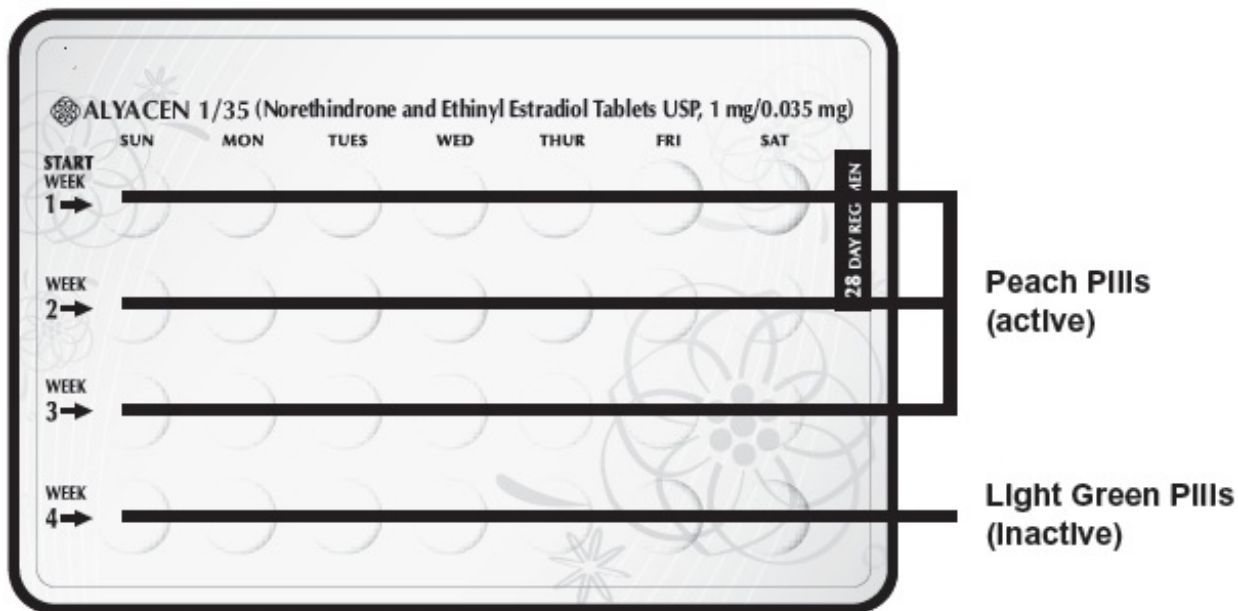 ALYACEN 1/35 (Norethindrone and Ethinyl Estradiol Tablets USP, 1 mg/0.035 mg)
SUN MON TUES WED THUR FRI SAT
START
WEEK
1
WEEK
2
WEEK
3
WEEK
4
28 DAY REGIMEN
Peach Pills
(active)
Light Green Pills
(inactive)